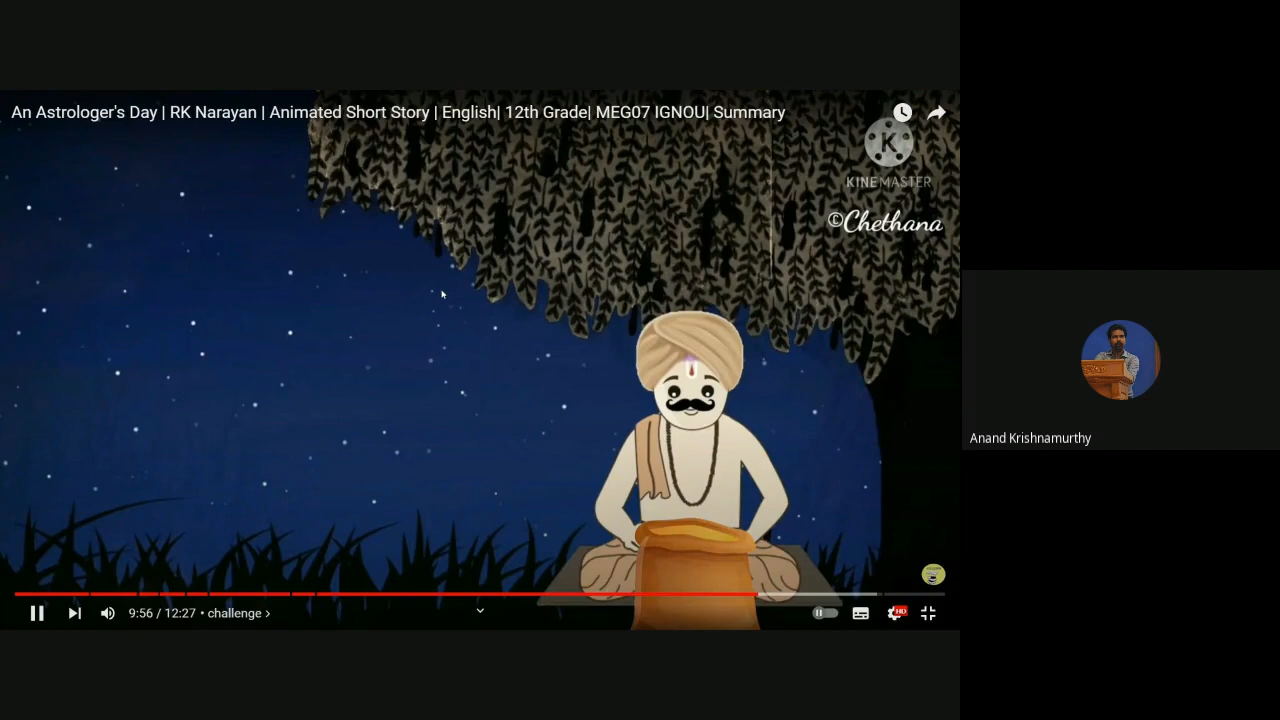 An Astrologer's Day | RK Narayan | Animated Short Story | English| 12th Grade| MEG07 IGNOU| Summary
K
KINEMASTER
©Chethana
Anand Krishnamurthy
9:56 / 12:27 • challenge ›
HD